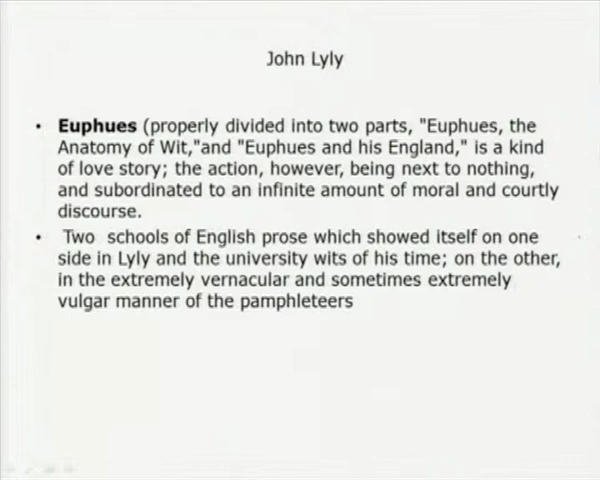 John Lyly
• Euphues (properly divided into two parts, "Euphues, the
Anatomy of Wit,"and "Euphues and his England," is a kind
of love story; the action, however, being next to nothing,
and subordinated to an infinite amount of moral and courtly
discourse.
• Two schools of English prose which showed itself on one
side in Lyly and the university wits of his time; on the other,
in the extremely vernacular and sometimes extremely
vulgar manner of the pamphleteers